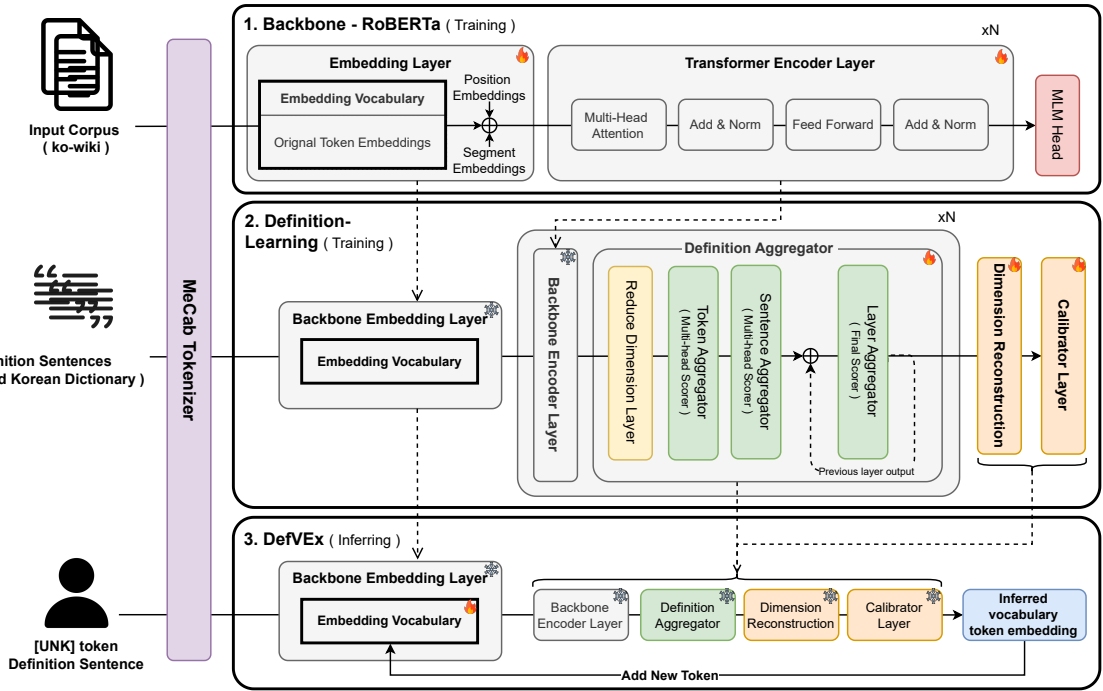 1. Backbone - RoBERTa ( Training )
xN
Embedding Layer
Embedding Vocabulary
Orignal Token Embeddings
Position
Embeddings
Segment
Embeddings
Transformer Encoder Layer
Multi-Head
Attention
Add & Norm
Feed Forward
Add & Norm
MLM Head
Input Corpus
( ko-wiki )
MeCab Tokenizer
2. Definition-
Learning ( Training )
xN
Backbone Embedding Layer
Embedding Vocabulary
Backbone Encoder Layer
Definition Aggregator
Reduce Dimension Layer
Token Aggregator
( Multi-head Scorer )
Sentence Aggregator
( Multi-head Scorer )
Layer Aggregator
( Final Scorer )
Previous layer output
Dimension Reconstruction
Calibrator Layer
nition Sentences
d Korean Dictionary )
3. DefVEx ( Inferring )
Backbone Embedding Layer
Embedding Vocabulary
Backbone
Encoder Layer
Definition
Aggregator
Dimension
Reconstruction
Calibrator
Layer
Inferred
vocabulary
token embedding
Add New Token
[UNK] token
Definition Sentence